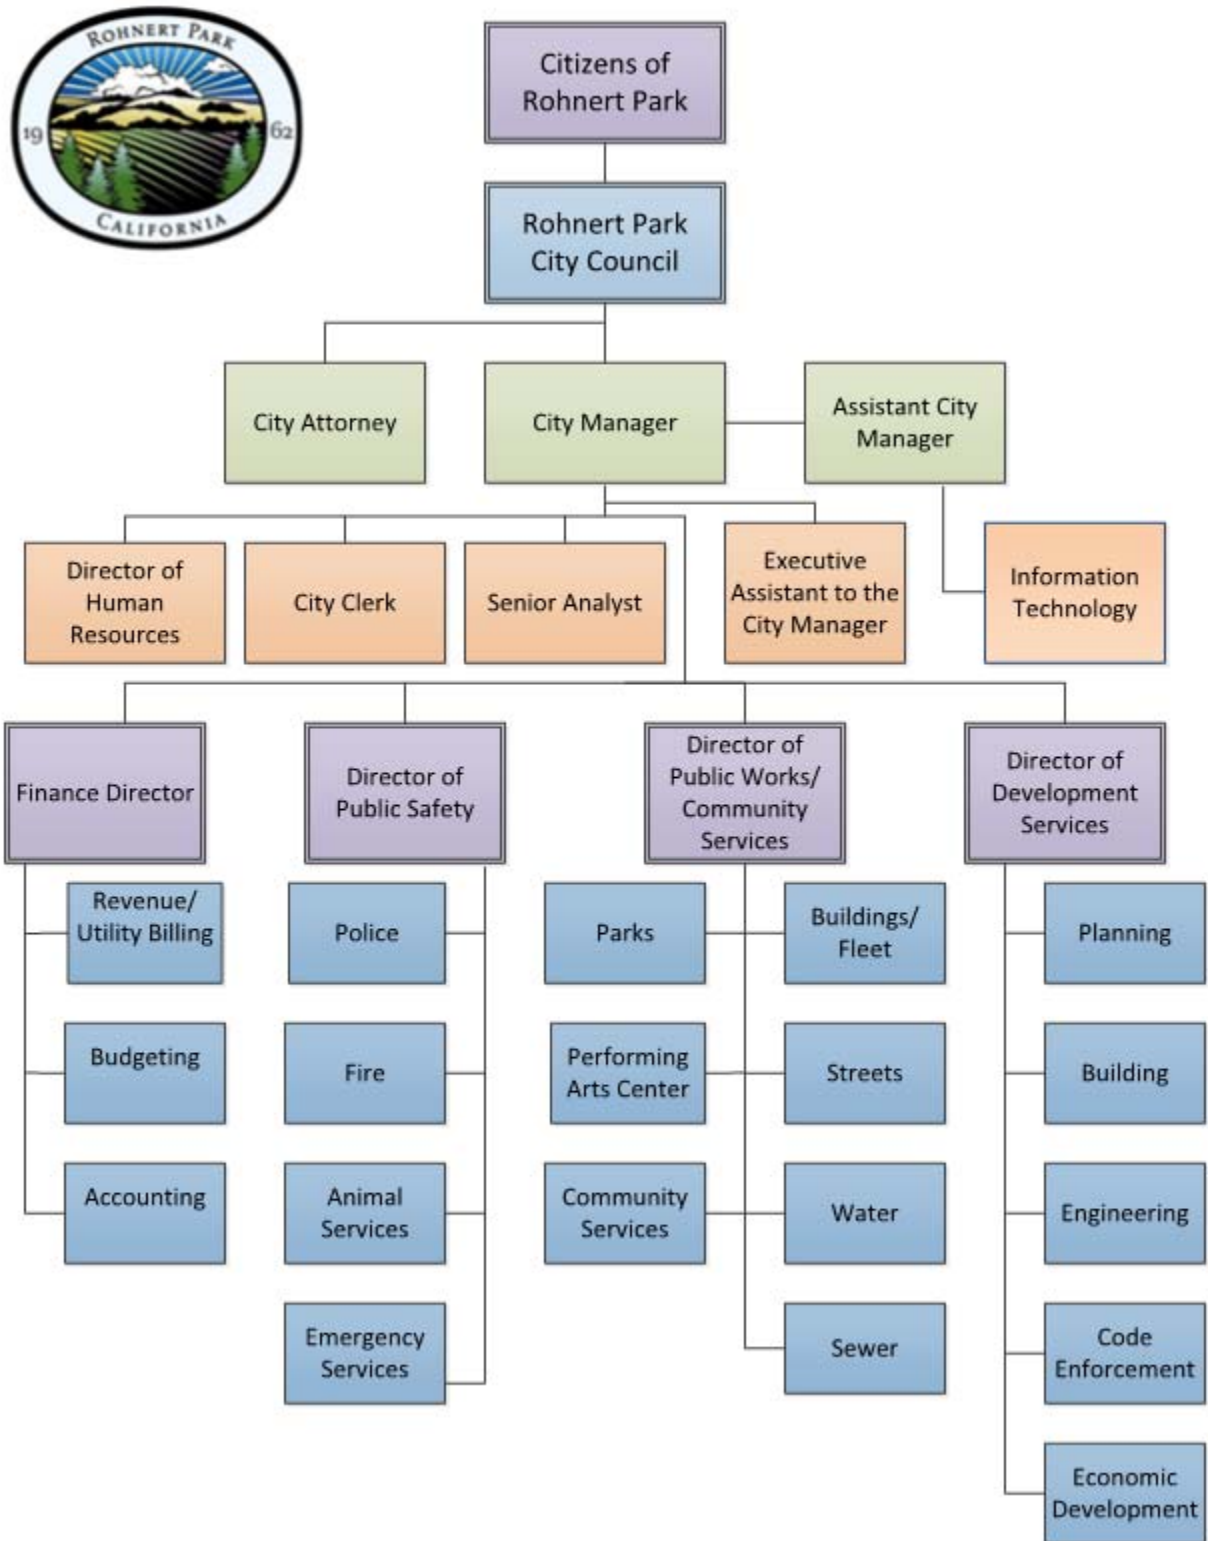 ROHNERT PARK
19
62
CALIFORNIA
Citizens of
Rohnert Park
Rohnert Park
City Council
City Attorney
City Manager
Assistant City
Manager
Director of
Human
Resources
City Clerk
Senior Analyst
Executive
Assistant to the
City Manager
Information
Technology
Finance Director
Director of
Public Safety
Director of
Public Works/
Community
Services
Director of
Development
Services
Revenue/
Utility Billing
Budgeting
Accounting
Police
Fire
Animal
Services
Emergency
Services
Parks
Performing
Arts Center
Community
Services
Buildings/
Fleet
Streets
Water
Sewer
Planning
Building
Engineering
Code
Enforcement
Economic
Development